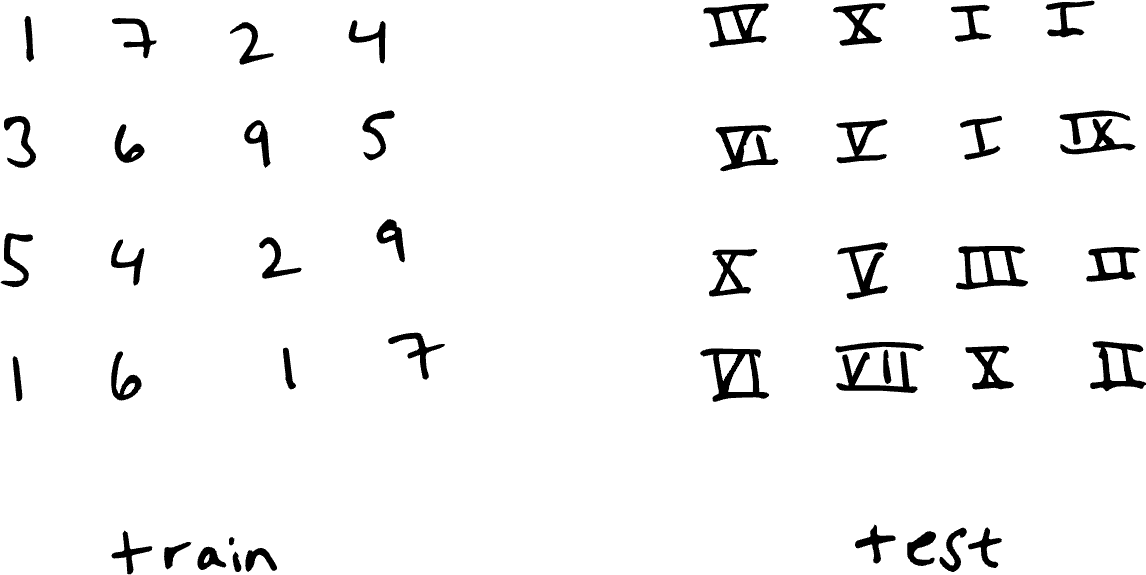 1 7 2 4 IV X I I
3 6 9 5 VI V I IX
5 4 2 9 X V III II
1 6 1 7 VI VII X II
train test